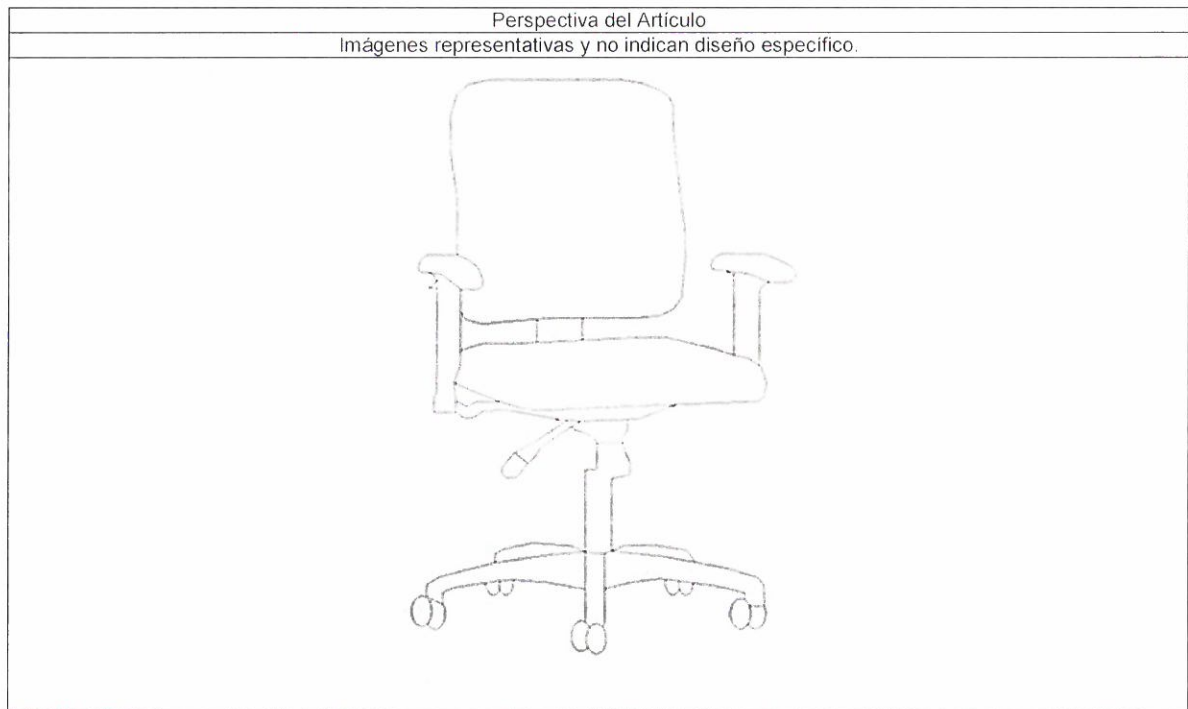 Perspectiva del Artículo
Imágenes representativas y no indican diseño específico.